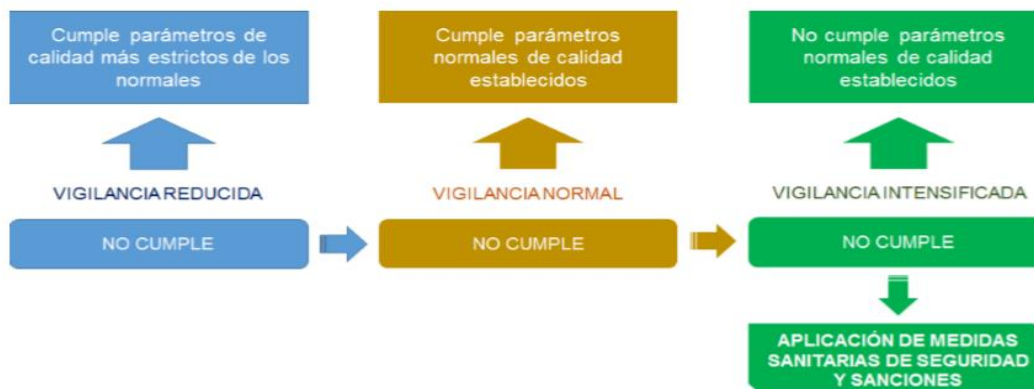 Cumple parámetros de
calidad más estrictos de los
normales
Cumple parámetros
normales de calidad
establecidos
No cumple parámetros
normales de calidad
establecidos
VIGILANCIA REDUCIDA
VIGILANCIA NORMAL
VIGILANCIA INTENSIFICADA
NO CUMPLE
NO CUMPLE
NO CUMPLE
APLICACIÓN DE MEDIDAS
SANITARIAS DE SEGURIDAD
Y SANCIONES